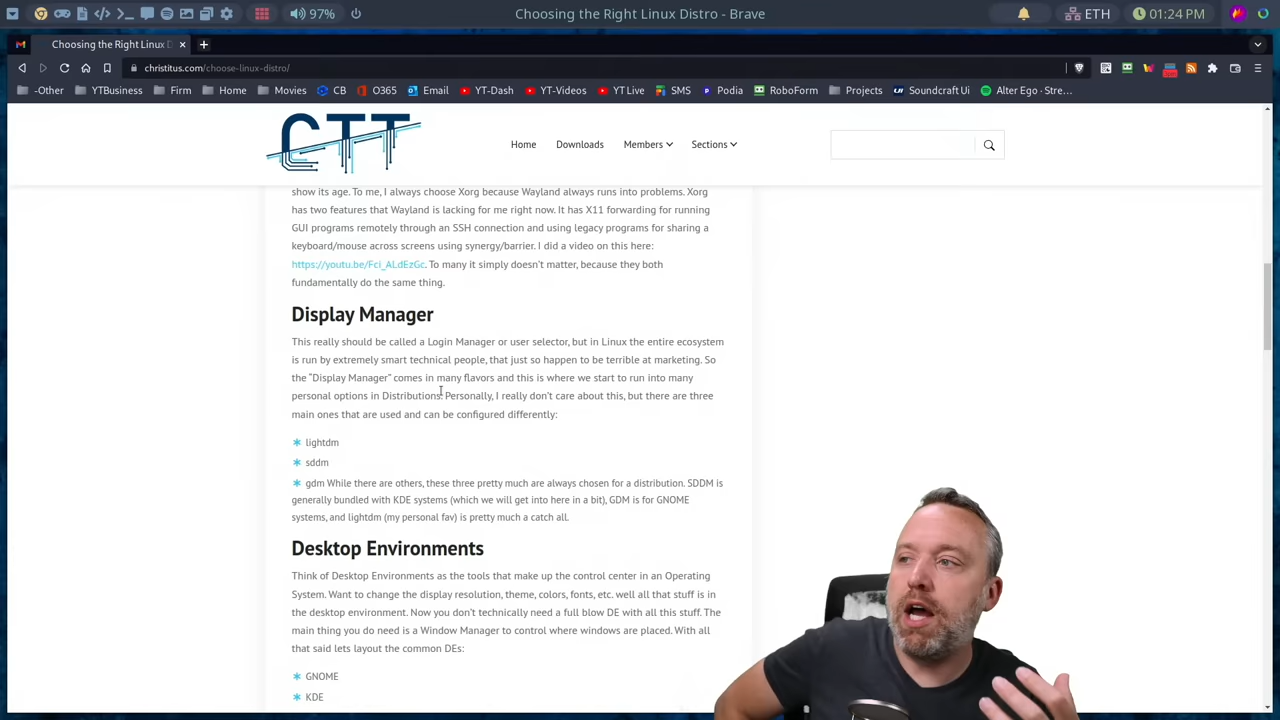 97%
Choosing the Right Linux Distro - Brave
ETH
01:24 PM
Choosing the Right Linux D
christitus.com/choose-linux-distro/
-Other
YTBusiness
Firm
Home
Movies
CB
O365
Email
YT-Dash
YT-Videos
YT Live
SMS
Podia
RoboForm
Projects
Soundcraft Ui
Alter Ego - Stre...
CTT
Home
Downloads
Members
Sections
show its age. To me, I always choose Xorg because Wayland always runs into problems. Xorg
has two features that Wayland is lacking for me right now. It has X11 forwarding for running
GUI programs remotely through an SSH connection and using legacy programs for sharing a
keyboard/mouse across screens using synergy/barrier. I did a video on this here:
https://youtu.be/Fci_ALdEzGc. To many it simply doesn't matter, because they both
fundamentally do the same thing.
Display Manager
This really should be called a Login Manager or user selector, but in Linux the entire ecosystem
is run by extremely smart technical people, that just so happen to be terrible at marketing. So
the "Display Manager" comes in many flavors and this is where we start to run into many
personal options in Distributions. Personally, I really don't care about this, but there are three
main ones that are used and can be configured differently:
lightdm
sddm
gdm While there are others, these three pretty much are always chosen for a distribution. SDDM is
generally bundled with KDE systems (which we will get into here in a bit), GDM is for GNOME
systems, and lightdm (my personal fav) is pretty much a catch all.
Desktop Environments
Think of Desktop Environments as the tools that make up the control center in an Operating
System. Want to change the display resolution, theme, colors, fonts, etc. well all that stuff is in
the desktop environment. Now you don't technically need a full blow DE with all this stuff. The
main thing you do need is a Window Manager to control where windows are placed. With all
that said lets layout the common DEs:
GNOME
KDE